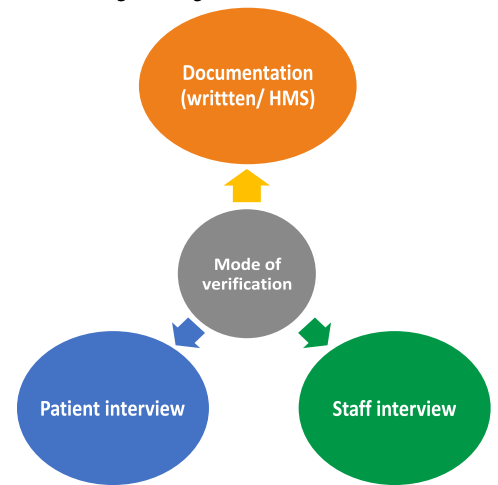 Documentation
(writtten/ HMS)
Mode of
verification
Patient interview
Staff interview